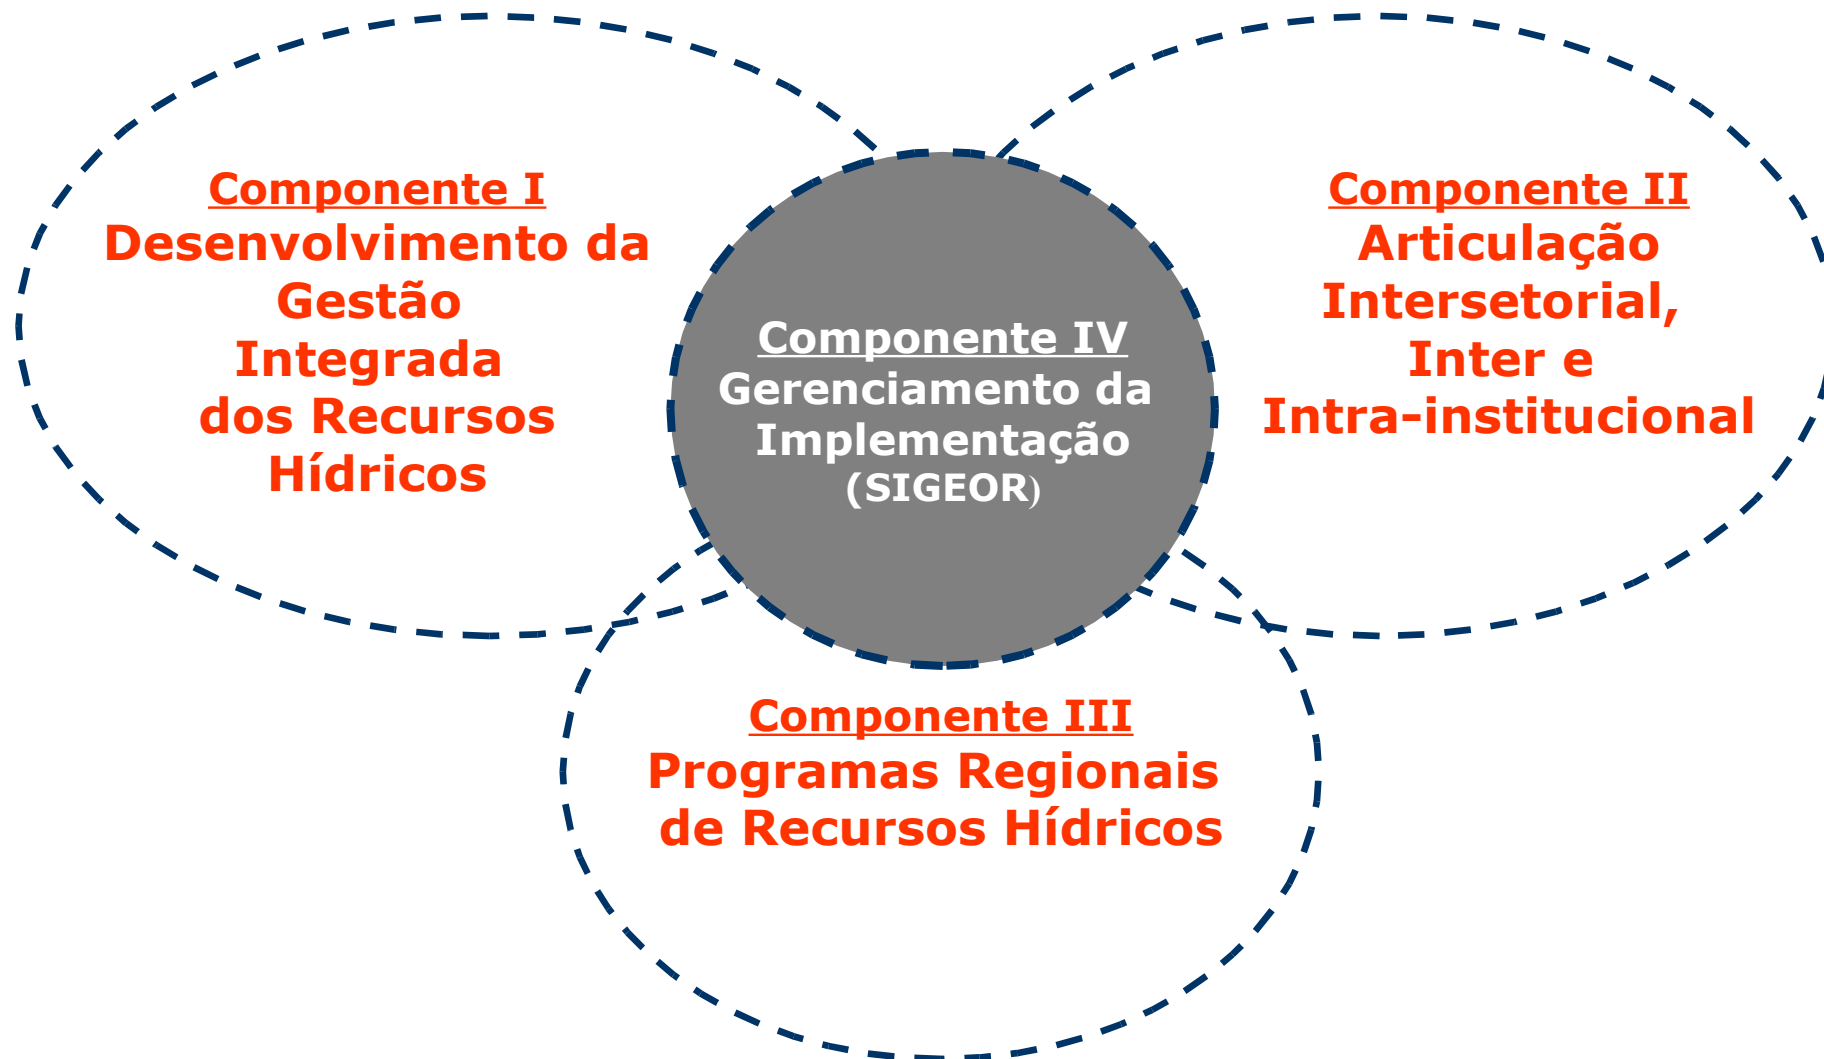 Componente I
Desenvolvimento da
Gestão
Integrada
dos Recursos
Hídricos
Componente II
Articulação
Intersetorial,
Inter e
Intra-institucional
Componente IV
Gerenciamento da
Implementação
(SIGEOR)
Componente III
Programas Regionais
de Recursos Hídricos